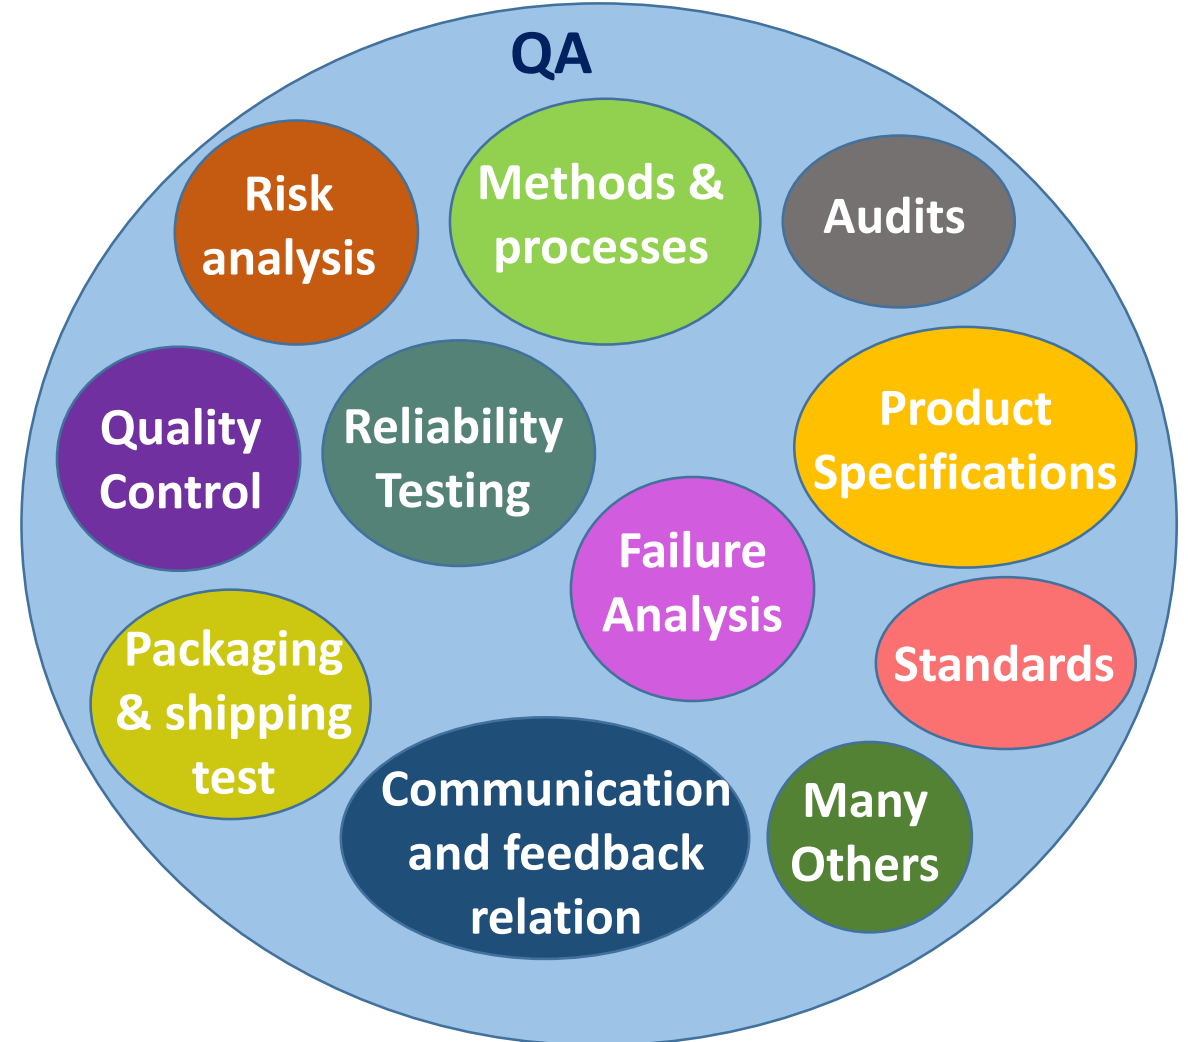 QA
Risk
analysis
Methods &
processes
Audits
Quality
Control
Reliability
Testing
Product
Specifications
Failure
Analysis
Packaging
& shipping
test
Standards
Communication
and feedback
relation
Many
Others